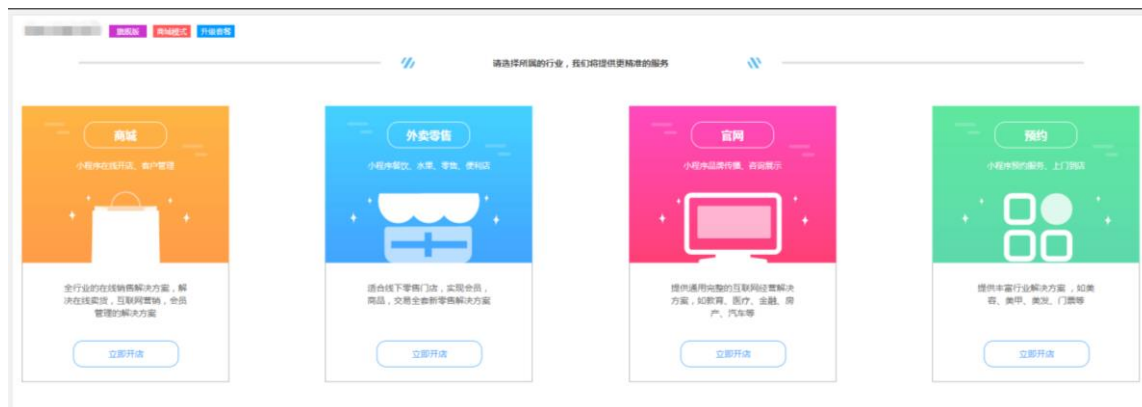 旗舰版 商城模式 升级套餐
请选择所属的行业，我们将提供更精准的服务
商城
小程序在线开店、客户管理
全行业的在线销售解决方案，解
决在线卖货，互联网营销，会员
管理的解决方案
立即开店
外卖零售
小程序餐饮、水果、零售、便利店
适合线下零售门店，实现会员，
商品，交易全套新零售解决方案
立即开店
官网
小程序品牌传播、咨询展示
提供通用完整的互联网经营解决
方案，如教育、医疗、金融、房
产、汽车等
立即开店
预约
小程序预约服务、上门到店
提供丰富行业解决方案，如美
容、美甲、美发、门票等
立即开店